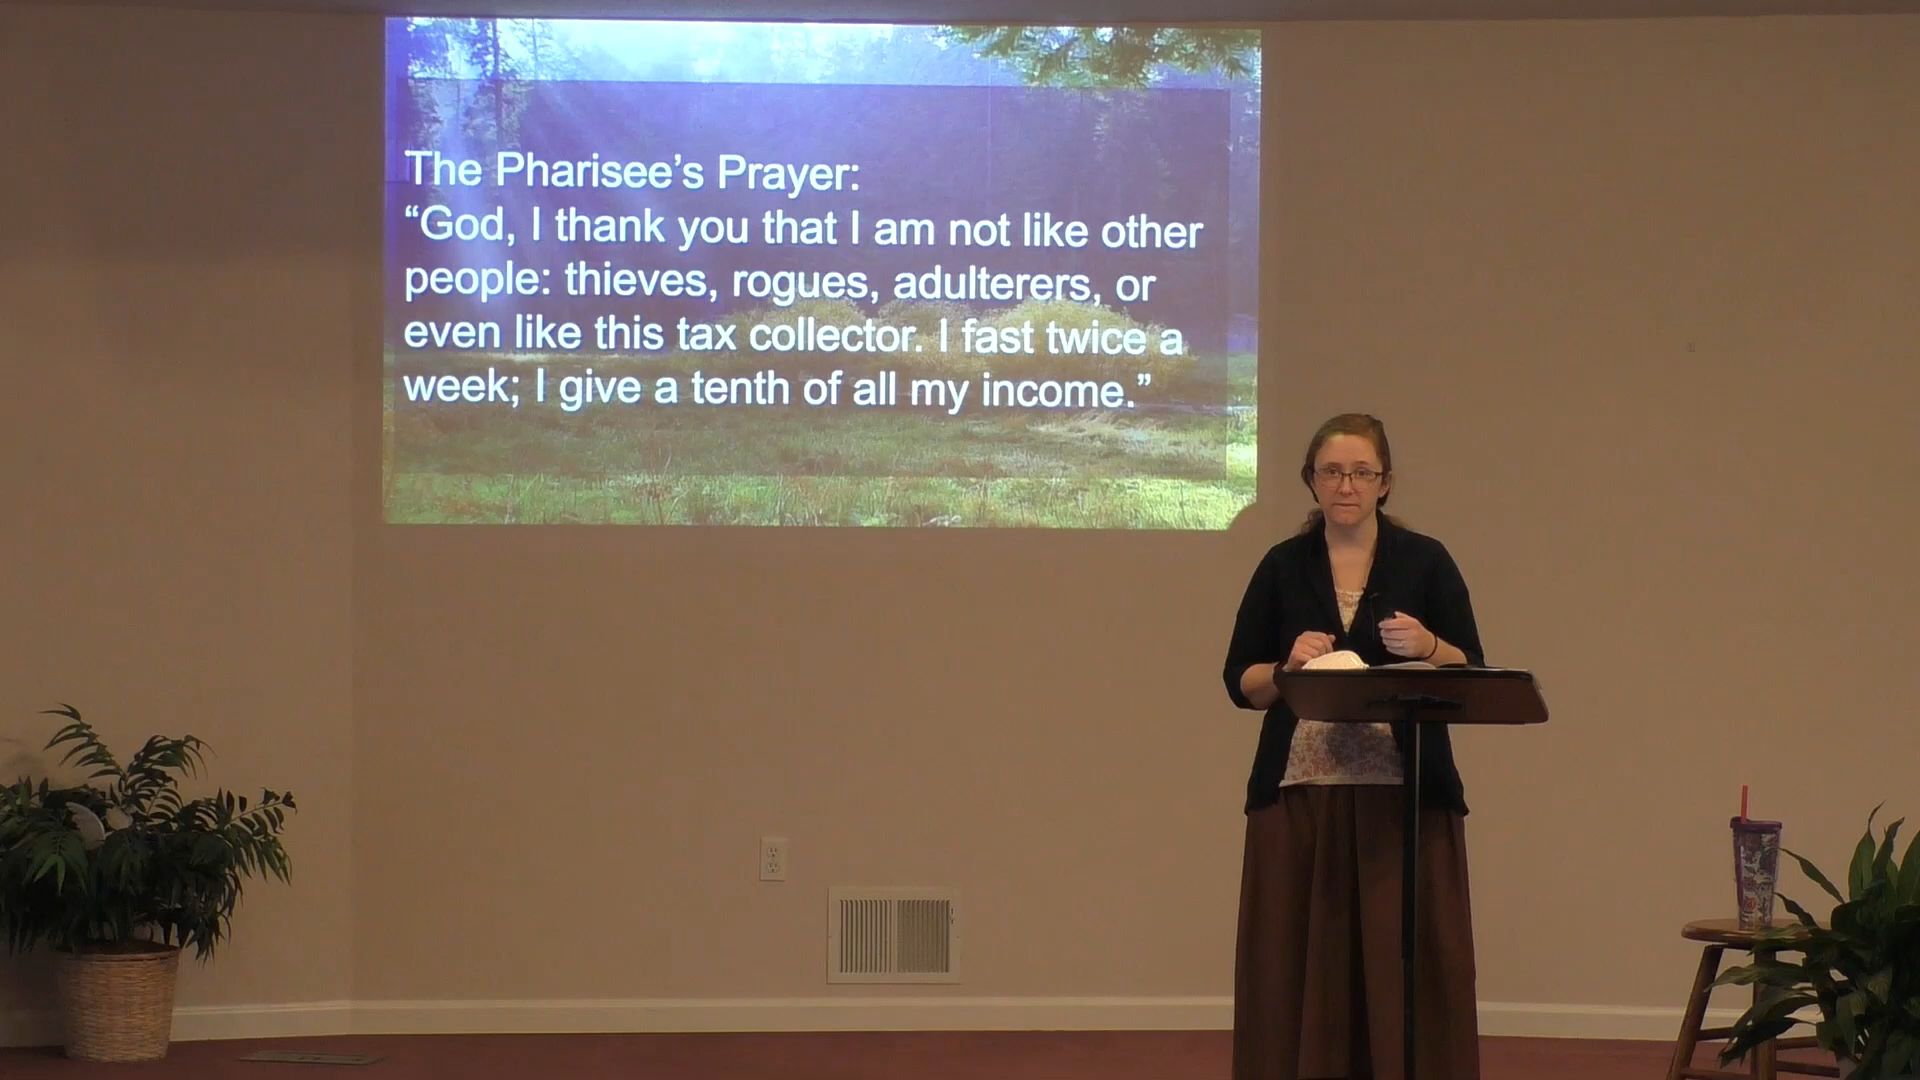 The Pharisee’s Prayer:
“God, I thank you that I am not like other
people: thieves, rogues, adulterers, or
even like this tax collector. I fast twice a
week; I give a tenth of all my income.”